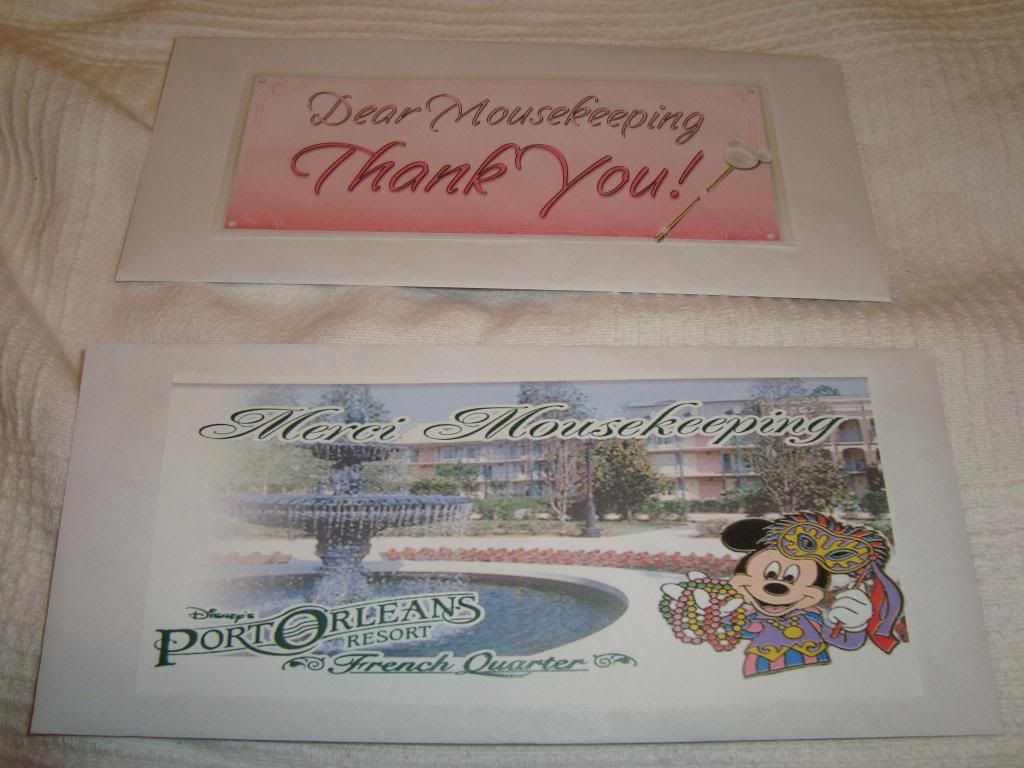 Dear Mousekeeping
Thank You!
Merci Mousekeeping
Disney's
PORT ORLEANS
RESORT
French Quarter